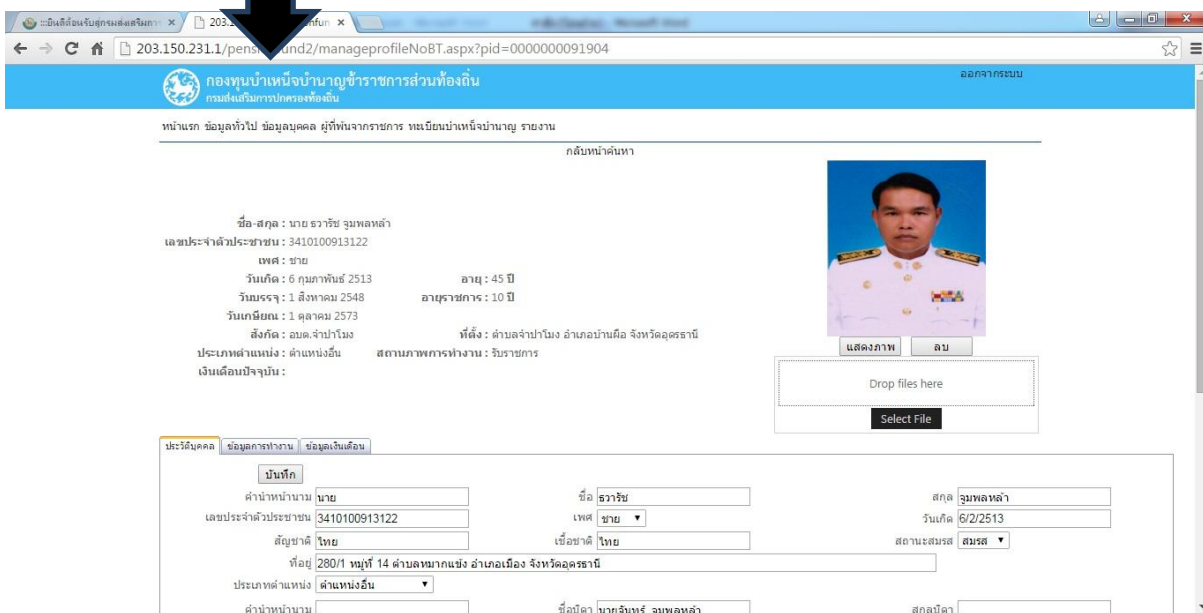 :::ยินดีต้อนรับสู่กรมส่งเสริมกา
203.1 nfun
203.150.231.1/pens und2/manageprofileNoBT.aspx?pid=0000000091904
กองทุนบำเหน็จบำนาญข้าราชการส่วนท้องถิ่น ออกจากระบบ
กรมส่งเสริมการปกครองท้องถิ่น
หน้าแรก ข้อมูลทั่วไป ข้อมูลบุคคล ผู้ที่พ้นจากราชการ ทะเบียนบำเหน็จบำนาญ รายงาน
กลับหน้าค้นหา
ชื่อ-สกุล : นาย ธวารัช จูมพลหล้า
เลขประจำตัวประชาชน : 3410100913122
เพศ : ชาย
วันเกิด : 6 กุมภาพันธ์ 2513 อายุ : 45 ปี
วันบรรจุ : 1 สิงหาคม 2548 อายุราชการ : 10 ปี
วันเกษียณ : 1 ตุลาคม 2573
สังกัด : อบต.จำปาโมง ที่ตั้ง : ตำบลจำปาโมง อำเภอบ้านผือ จังหวัดอุดรธานี
ประเภทตำแหน่ง : ตำแหน่งอื่น สถานภาพการทำงาน : รับราชการ
เงินเดือนปัจจุบัน :
แสดงภาพ ลบ
Drop files here
Select File
ประวัติบุคคล ข้อมูลการทำงาน ข้อมูลเงินเดือน
บันทึก
คำนำหน้านาม นาย ชื่อ ธวารัช สกุล จูมพลหล้า
เลขประจำตัวประชาชน 3410100913122 เพศ ชาย วันเกิด 6/2/2513
สัญชาติ ไทย เชื้อชาติ ไทย สถานะสมรส สมรส
ที่อยู่ 280/1 หมู่ที่ 14 ตำบลหมากแข้ง อำเภอเมือง จังหวัดอุดรธานี
ประเภทตำแหน่ง ตำแหน่งอื่น
คำนำหน้านาม ชื่อบิดา นายจันทร์ จูมพลหล้า สกุลบิดา